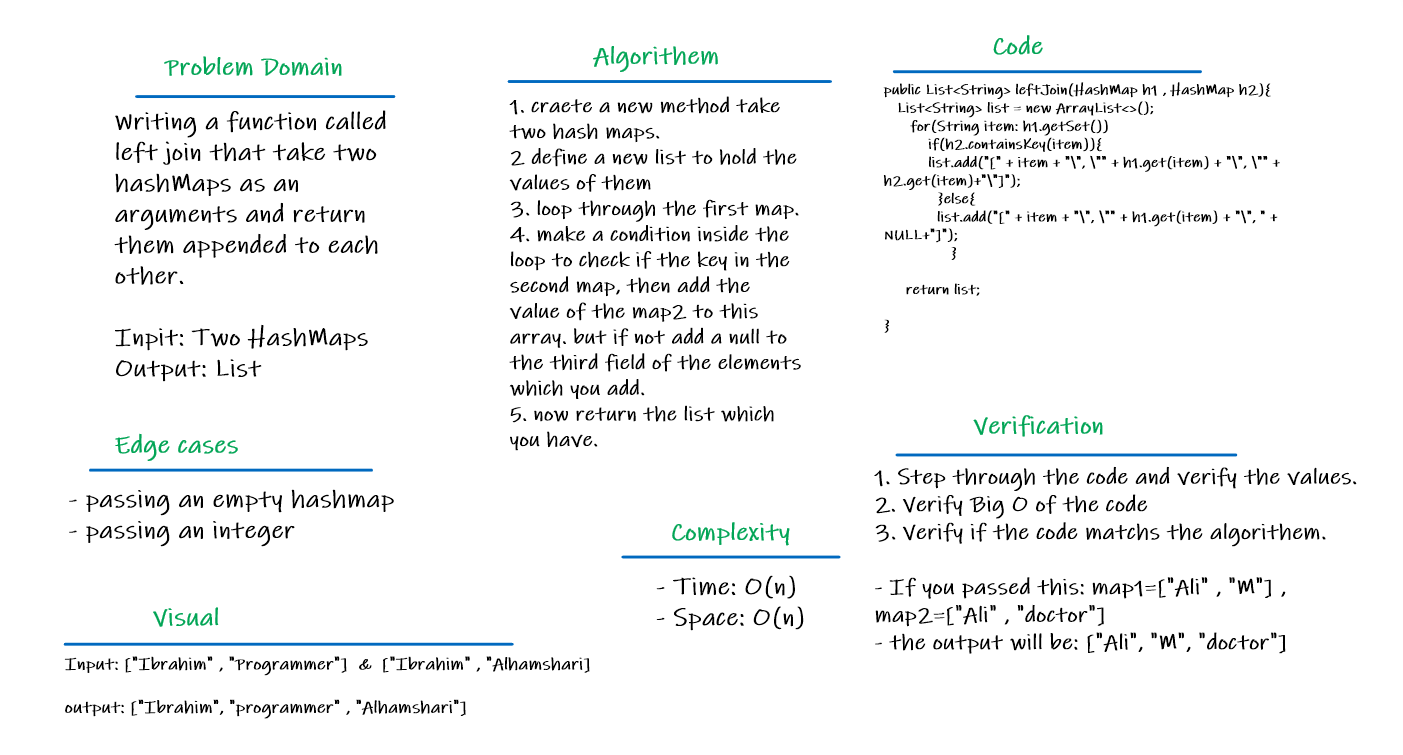 Problem Domain
Writing a function called
left join that take two
hashMaps as an
arguments and return
them appended to each
other.
Inpit: Two HashMaps
Output: List
Edge cases
- passing an empty hashmap
- passing an integer
Visual
Input: ["Ibrahim" , "Programmer"] & ["Ibrahim" , "Alhamshari]
output: ["Ibrahim", "programmer" , "Alhamshari"]
Algorithem
1. craete a new method take
two hash maps.
2 define a new list to hold the
values of them
3. loop through the first map.
4. make a condition inside the
loop to check if the key in the
second map, then add the
value of the map2 to this
array. but if not add a null to
the third field of the elements
which you add.
5. now return the list which
you have.
Complexity
- Time: O(n)
- Space: O(n)
Code
public List<String> leftJoin(HashMap h1 , HashMap h2){
List<String> list = new ArrayList<>();
for(String item: h1.getSet())
if(h2.containsKey(item)){
list.add("[" + item + "\", \"" + h1.get(item) + "\", \"" +
h2.get(item)+"\"]");
}else{
list.add("[" + item + "\", \"" + h1.get(item) + "\", " +
NULL+"]");
}
return list;
}
Verification
1. Step through the code and verify the values.
2. Verify Big O of the code
3. Verify if the code matchs the algorithem.
- If you passed this: map1=["Ali" , "M"] ,
map2=["Ali" , "doctor"]
- the output will be: ["Ali", "M", "doctor"]